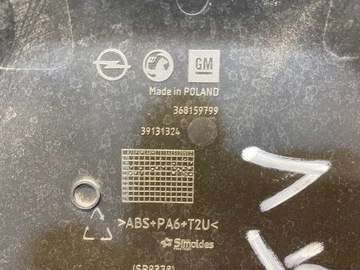 GM
Made in POLAND
368159799
39131324
>ABS+PA6+T2U<
Simoldes